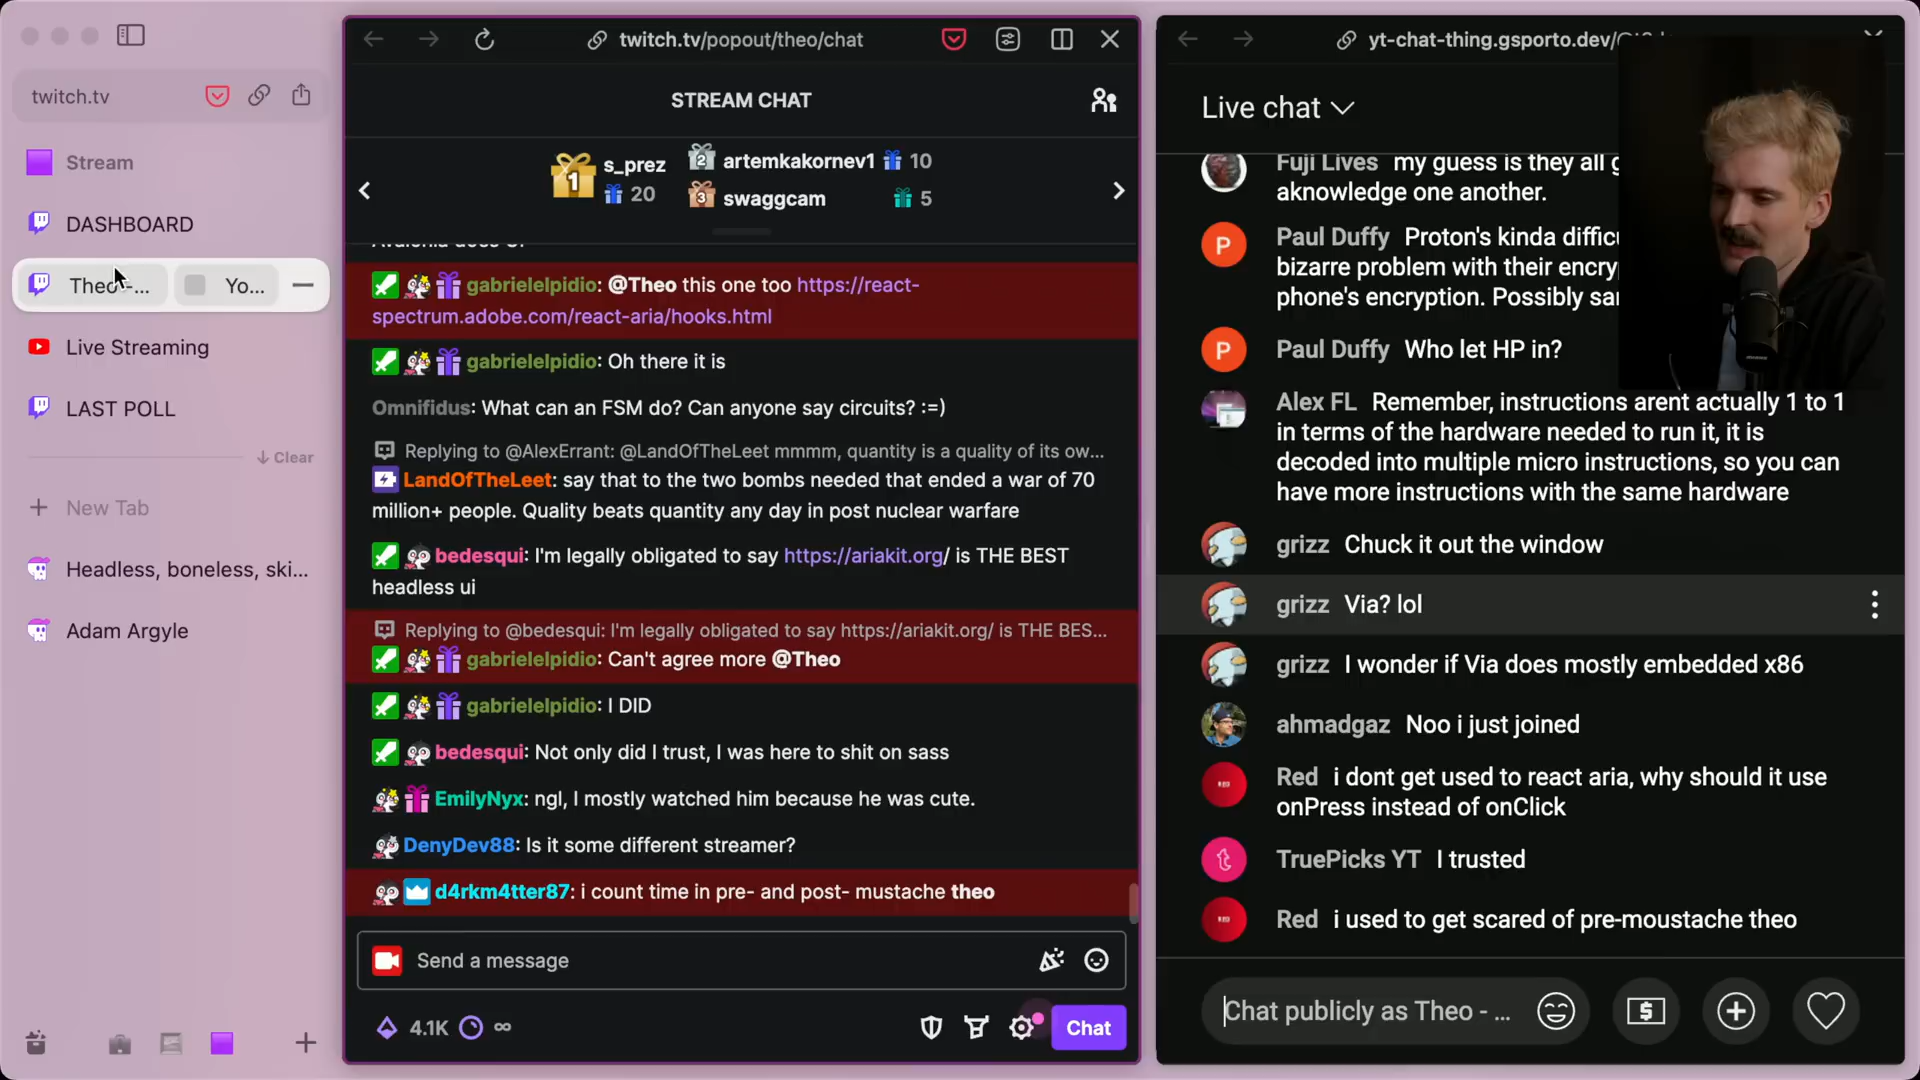 twitch.tv
Stream
DASHBOARD
Theo -...
Yo...
Live Streaming
LAST POLL
Clear
New Tab
Headless, boneless, ski...
Adam Argyle
twitch.tv/popout/theo/chat
STREAM CHAT
1
s_prez
20
2
artemkakornev1
10
3
swaggcam
5
gabrielelpidio: @Theo this one too https://react-
spectrum.adobe.com/react-aria/hooks.html
gabrielelpidio: Oh there it is
Omnifidus: What can an FSM do? Can anyone say circuits? :=)
Replying to @AlexErrant: @LandOfTheLeet mmmm, quantity is a quality of its ow...
LandOfTheLeet: say that to the two bombs needed that ended a war of 70
million+ people. Quality beats quantity any day in post nuclear warfare
bedesqui: I'm legally obligated to say https://ariakit.org/ is THE BEST
headless ui
Replying to @bedesqui: I'm legally obligated to say https://ariakit.org/ is THE BES...
gabrielelpidio: Can't agree more @Theo
gabrielelpidio: I DID
bedesqui: Not only did I trust, I was here to shit on sass
EmilyNyx: ngl, I mostly watched him because he was cute.
DenyDev88: Is it some different streamer?
d4rkm4tter87: i count time in pre- and post- mustache theo
Send a message
4.1K
∞
Chat
yt-chat-thing.gsporto.dev/
Live chat
Fuji Lives my guess is they all g
aknowledge one another.
P
Paul Duffy Proton's kinda difficu
bizarre problem with their encry
phone's encryption. Possibly sa
P
Paul Duffy Who let HP in?
Alex FL Remember, instructions arent actually 1 to 1
in terms of the hardware needed to run it, it is
decoded into multiple micro instructions, so you can
have more instructions with the same hardware
grizz Chuck it out the window
grizz Via? lol
grizz I wonder if Via does mostly embedded x86
ahmadgaz Noo i just joined
Red i dont get used to react aria, why should it use
onPress instead of onClick
t
TruePicks YT I trusted
Red i used to get scared of pre-moustache theo
Chat publicly as Theo - ...